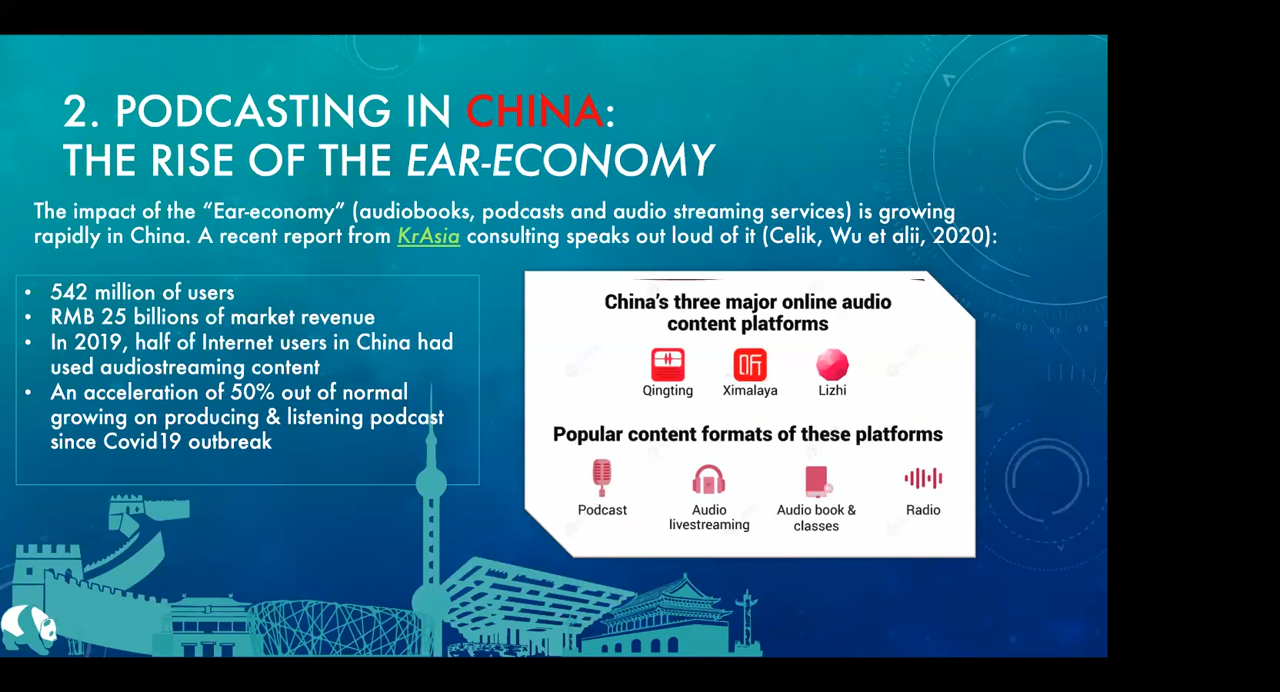 2. PODCASTING IN CHINA:
THE RISE OF THE EAR-ECONOMY
The impact of the “Ear-economy” (audiobooks, podcasts and audio streaming services) is growing
rapidly in China. A recent report from KrAsia consulting speaks out loud of it (Celik, Wu et alii, 2020):
• 542 million of users
• RMB 25 billions of market revenue
• In 2019, half of Internet users in China had
used audiostreaming content
• An acceleration of 50% out of normal
growing on producing & listening podcast
since Covid19 outbreak
China’s three major online audio
content platforms
听
Qingting Ximalaya Lizhi
Popular content formats of these platforms
Podcast Audio Audio book & Radio
livestreaming classes